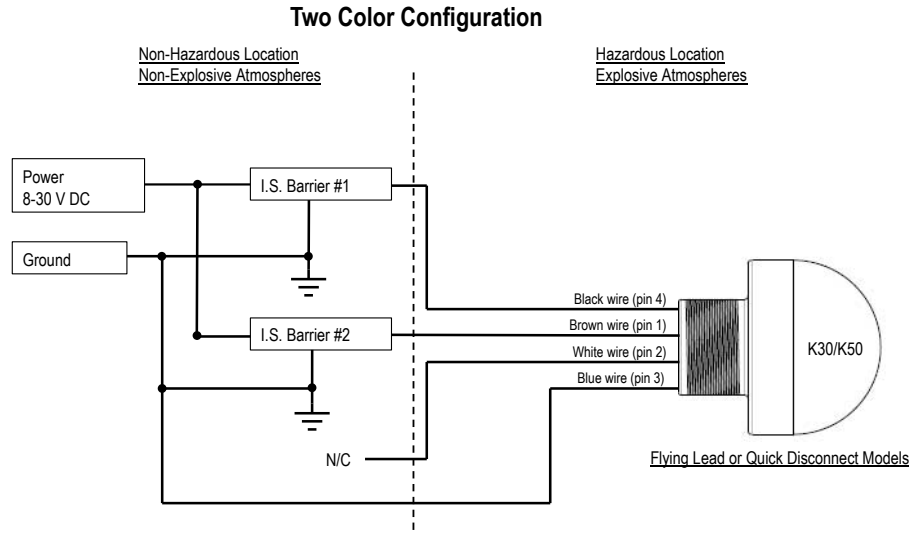 Two Color Configuration
Non-Hazardous Location
Non-Explosive Atmospheres
Hazardous Location
Explosive Atmospheres
Power
8-30 V DC
I.S. Barrier #1
Ground
Black wire (pin 4)
I.S. Barrier #2
Brown wire (pin 1)
White wire (pin 2)
Blue wire (pin 3)
K30/K50
N/C
Flying Lead or Quick Disconnect Models